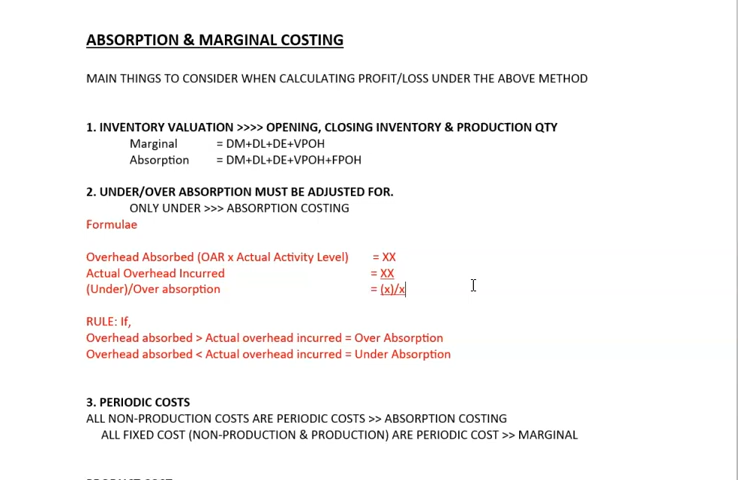 ABSORPTION & MARGINAL COSTING
MAIN THINGS TO CONSIDER WHEN CALCULATING PROFIT/LOSS UNDER THE ABOVE METHOD
1. INVENTORY VALUATION >>>> OPENING, CLOSING INVENTORY & PRODUCTION QTY
Marginal = DM+DL+DE+VPOH
Absorption = DM+DL+DE+VPOH+FPOH
2. UNDER/OVER ABSORPTION MUST BE ADJUSTED FOR.
ONLY UNDER >>> ABSORPTION COSTING
Formulae
Overhead Absorbed (OAR x Actual Activity Level) = XX
Actual Overhead Incurred = XX
(Under)/Over absorption = (x)/x
RULE: If,
Overhead absorbed > Actual overhead incurred = Over Absorption
Overhead absorbed < Actual overhead incurred = Under Absorption
3. PERIODIC COSTS
ALL NON-PRODUCTION COSTS ARE PERIODIC COSTS >> ABSORPTION COSTING
ALL FIXED COST (NON-PRODUCTION & PRODUCTION) ARE PERIODIC COST >> MARGINAL